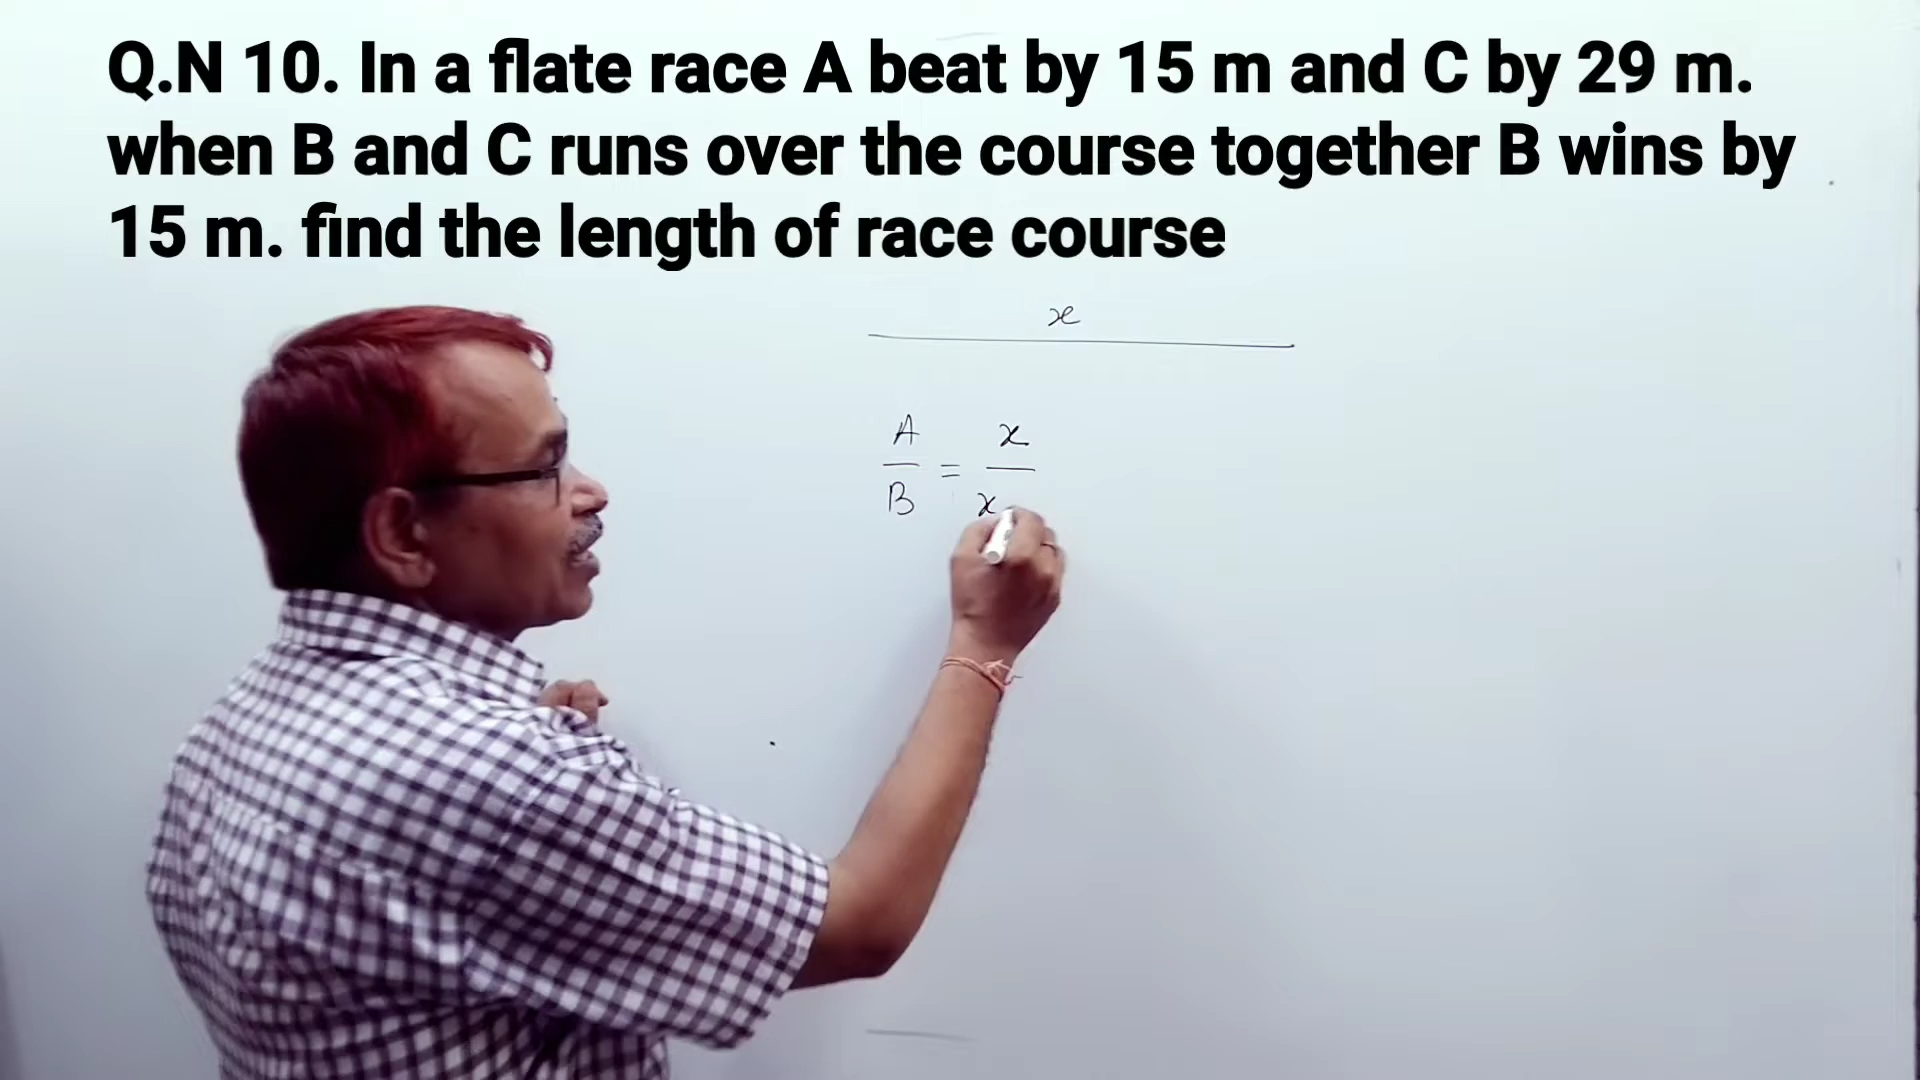 Q.N 10. In a flate race A beat by 15 m and C by 29 m.
when B and C runs over the course together B wins by
15 m. find the length of race course
x
A/B = x/x